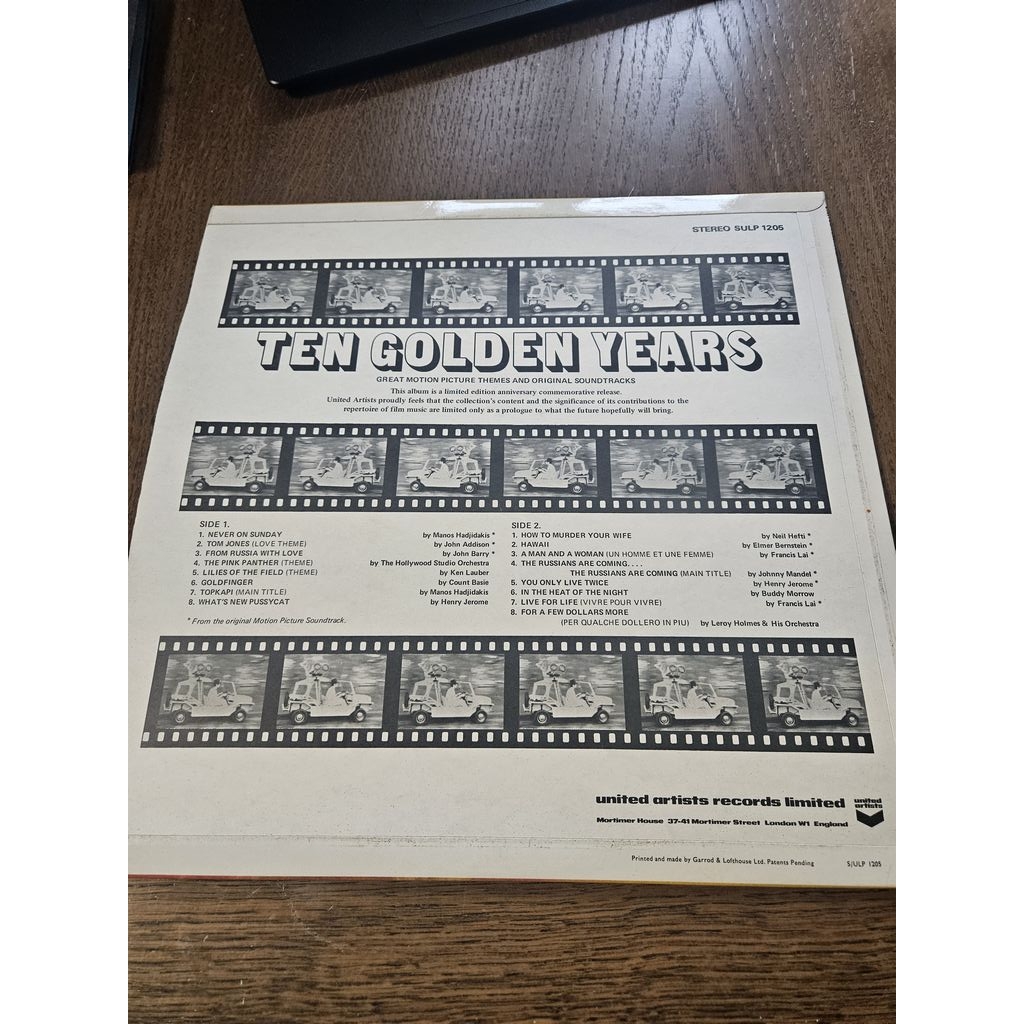 STEREO SULP 1205
TEN GOLDEN YEARS
GREAT MOTION PICTURE THEMES AND ORIGINAL SOUNDTRACKS
This album is a limited edition anniversary commemorative release.
United Artists proudly feels that the collection's content and the significance of its contributions to the
repertoire of film music are limited only as a prologue to what the future hopefully will bring.
SIDE 1.
1. NEVER ON SUNDAY by Manos Hadjidakis *
2. TOM JONES (LOVE THEME) by John Addison *
3. FROM RUSSIA WITH LOVE by John Barry *
4. THE PINK PANTHER (THEME) by The Hollywood Studio Orchestra
5. LILIES OF THE FIELD (THEME) by Ken Lauber
6. GOLDFINGER by Count Basie
7. TOPKAPI (MAIN TITLE) by Manos Hadjidakis
8. WHAT'S NEW PUSSYCAT by Henry Jerome
* From the original Motion Picture Soundtrack.
SIDE 2.
1. HOW TO MURDER YOUR WIFE by Neil Hefti *
2. HAWAII by Elmer Bernstein *
3. A MAN AND A WOMAN (UN HOMME ET UNE FEMME) by Francis Lai *
4. THE RUSSIANS ARE COMING....
THE RUSSIANS ARE COMING (MAIN TITLE) by Johnny Mandel *
5. YOU ONLY LIVE TWICE by Henry Jerome *
6. IN THE HEAT OF THE NIGHT by Buddy Morrow
7. LIVE FOR LIFE (VIVRE POUR VIVRE) by Francis Lai *
8. FOR A FEW DOLLARS MORE
(PER QUALCHE DOLLERO IN PIU) by Leroy Holmes & His Orchestra
united artists records limited
united
artists
Mortimer House 37-41 Mortimer Street London W1 England
Printed and made by Garrod & Lofthouse Ltd. Patents Pending
S/ULP 1205